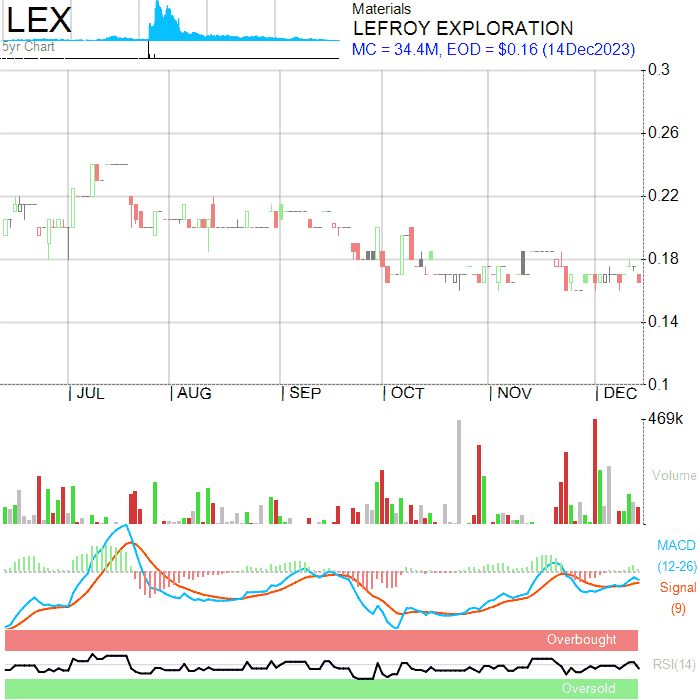 LEX
5yr Chart
Materials
LEFROY EXPLORATION
MC = 34.4M, EOD = $0.16 (14Dec2023)
0.3
0.26
0.22
0.18
0.14
0.1
JUL
AUG
SEP
OCT
NOV
DEC
469k
Volume
MACD
(12-26)
Signal
(9)
Overbought
RSI(14)
Oversold